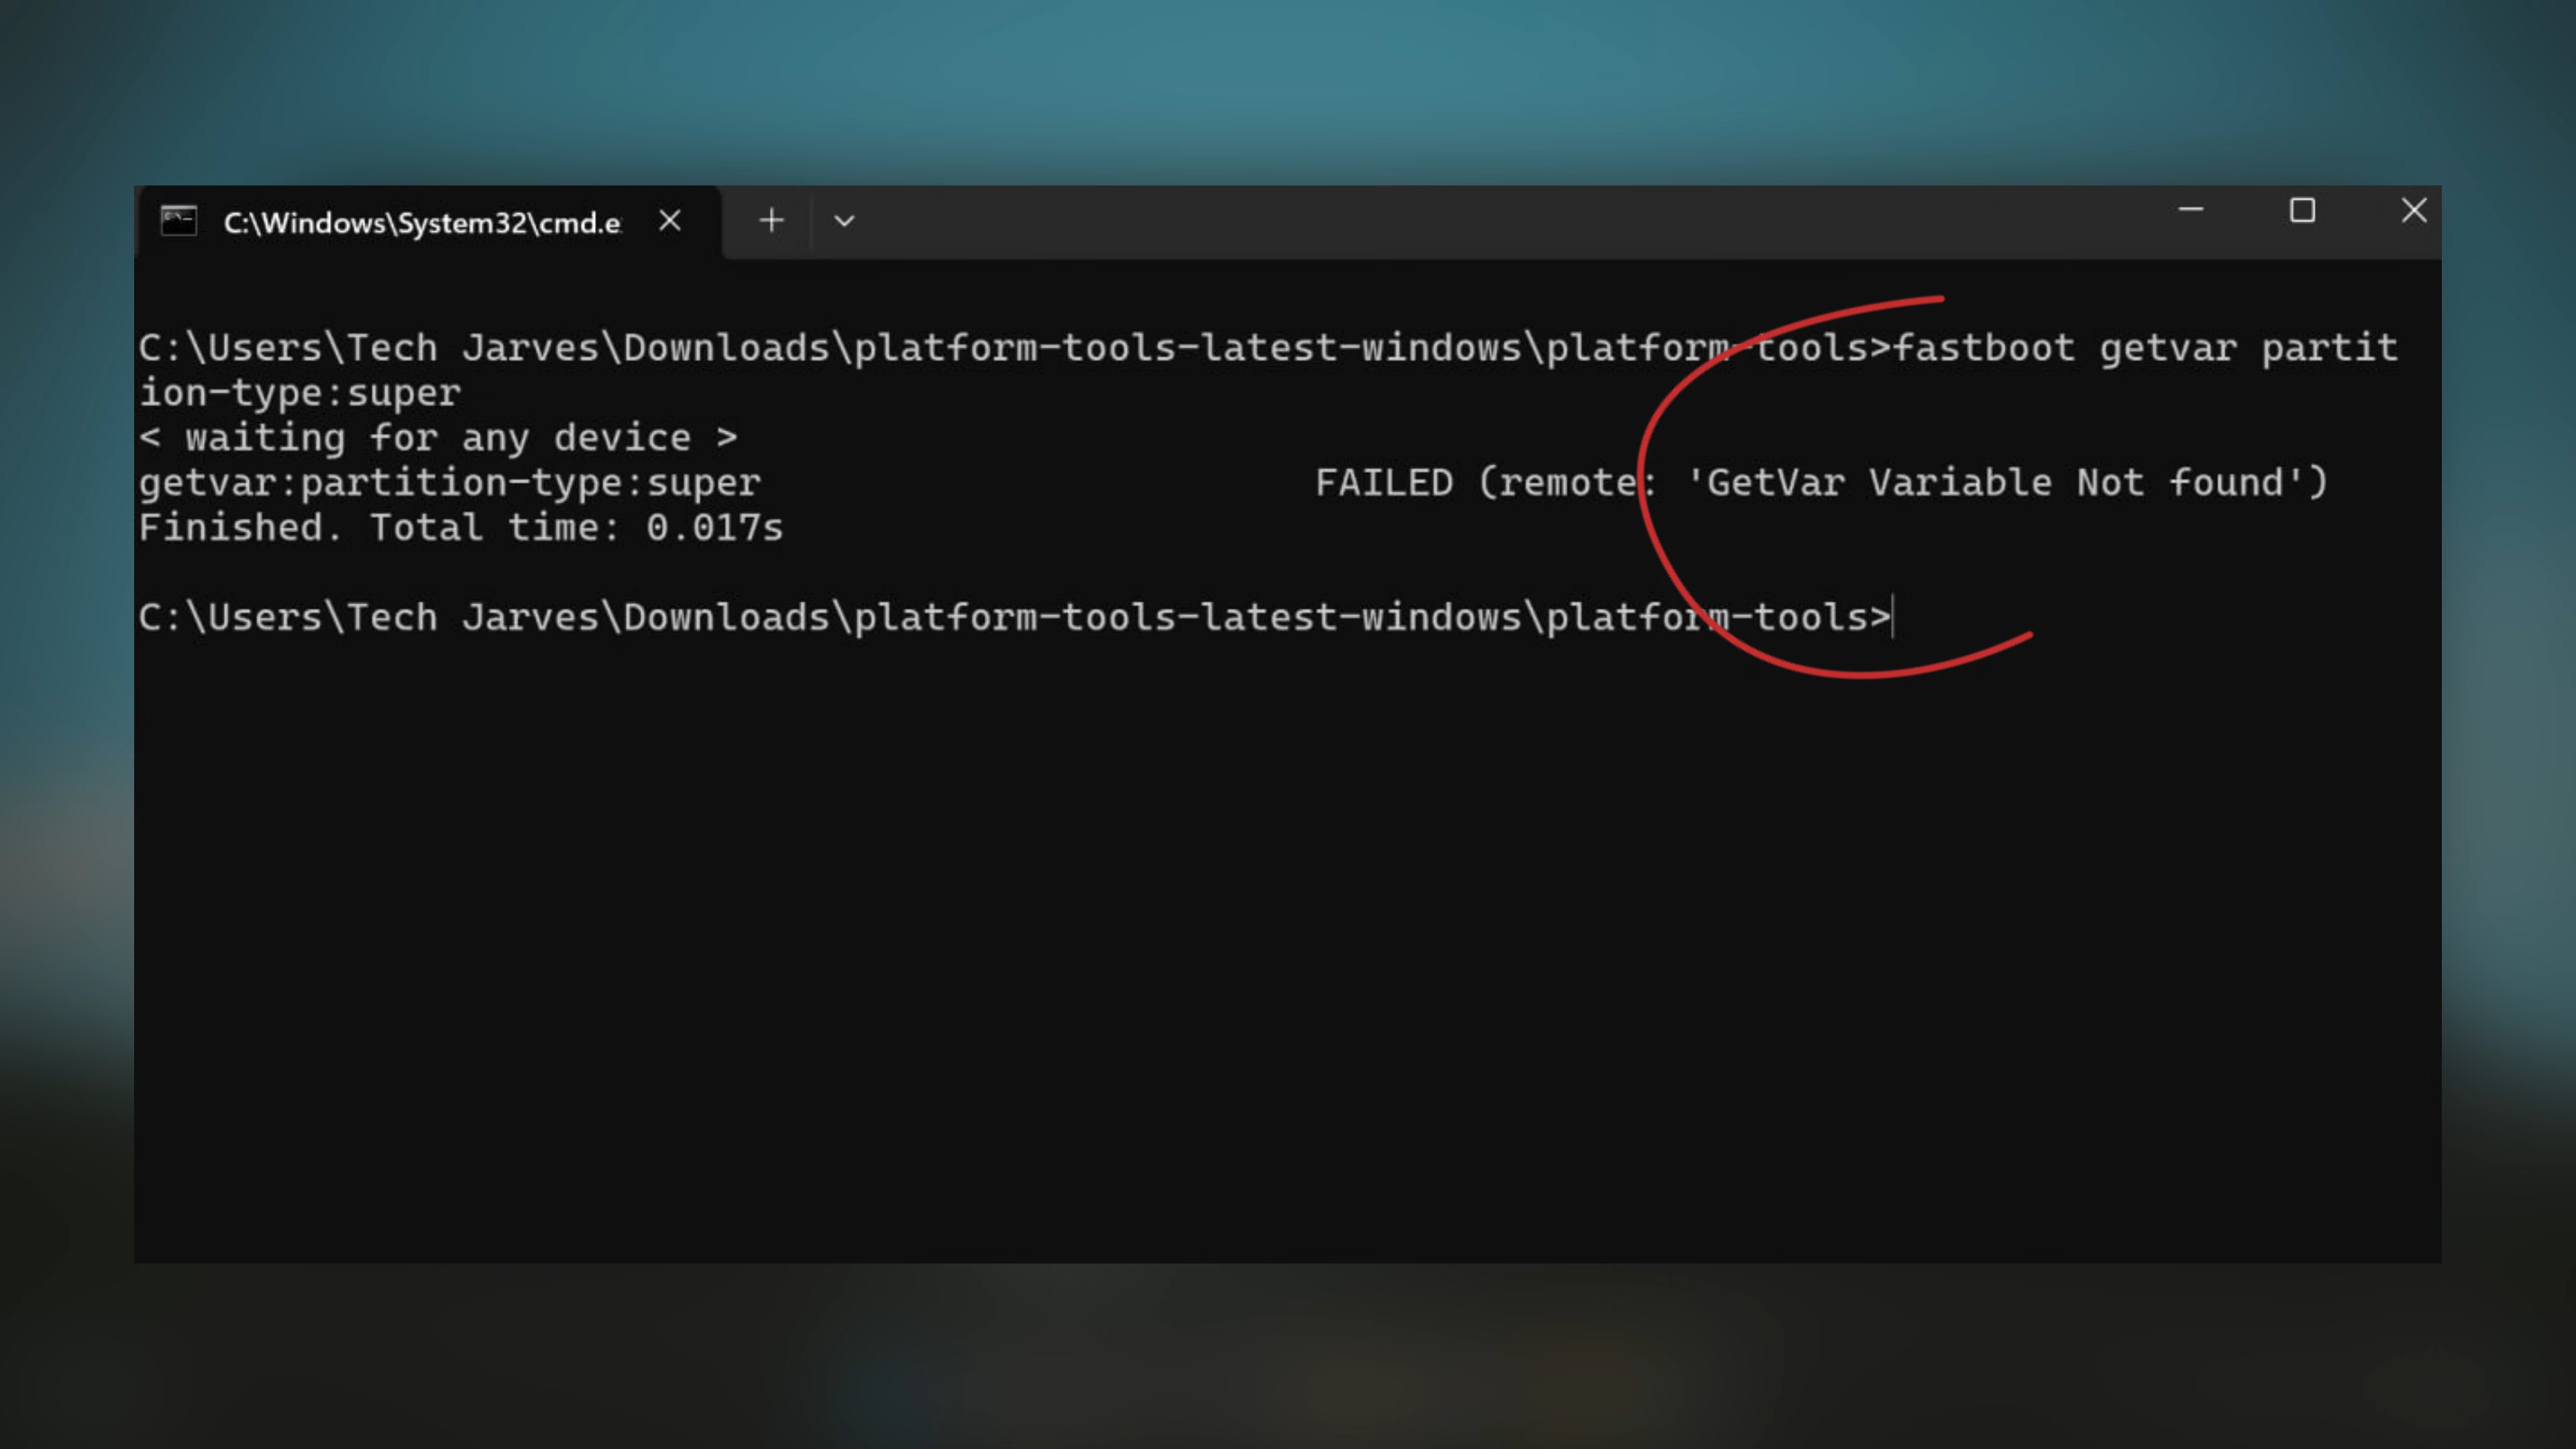 C:\Windows\System32\cmd.e
C:\Users\Tech Jarves\Downloads\platform-tools-latest-windows\platform-tools>fastboot getvar partit
ion-type:super
< waiting for any device >
getvar:partition-type:super FAILED (remote: 'GetVar Variable Not found')
Finished. Total time: 0.017s
C:\Users\Tech Jarves\Downloads\platform-tools-latest-windows\platform-tools>